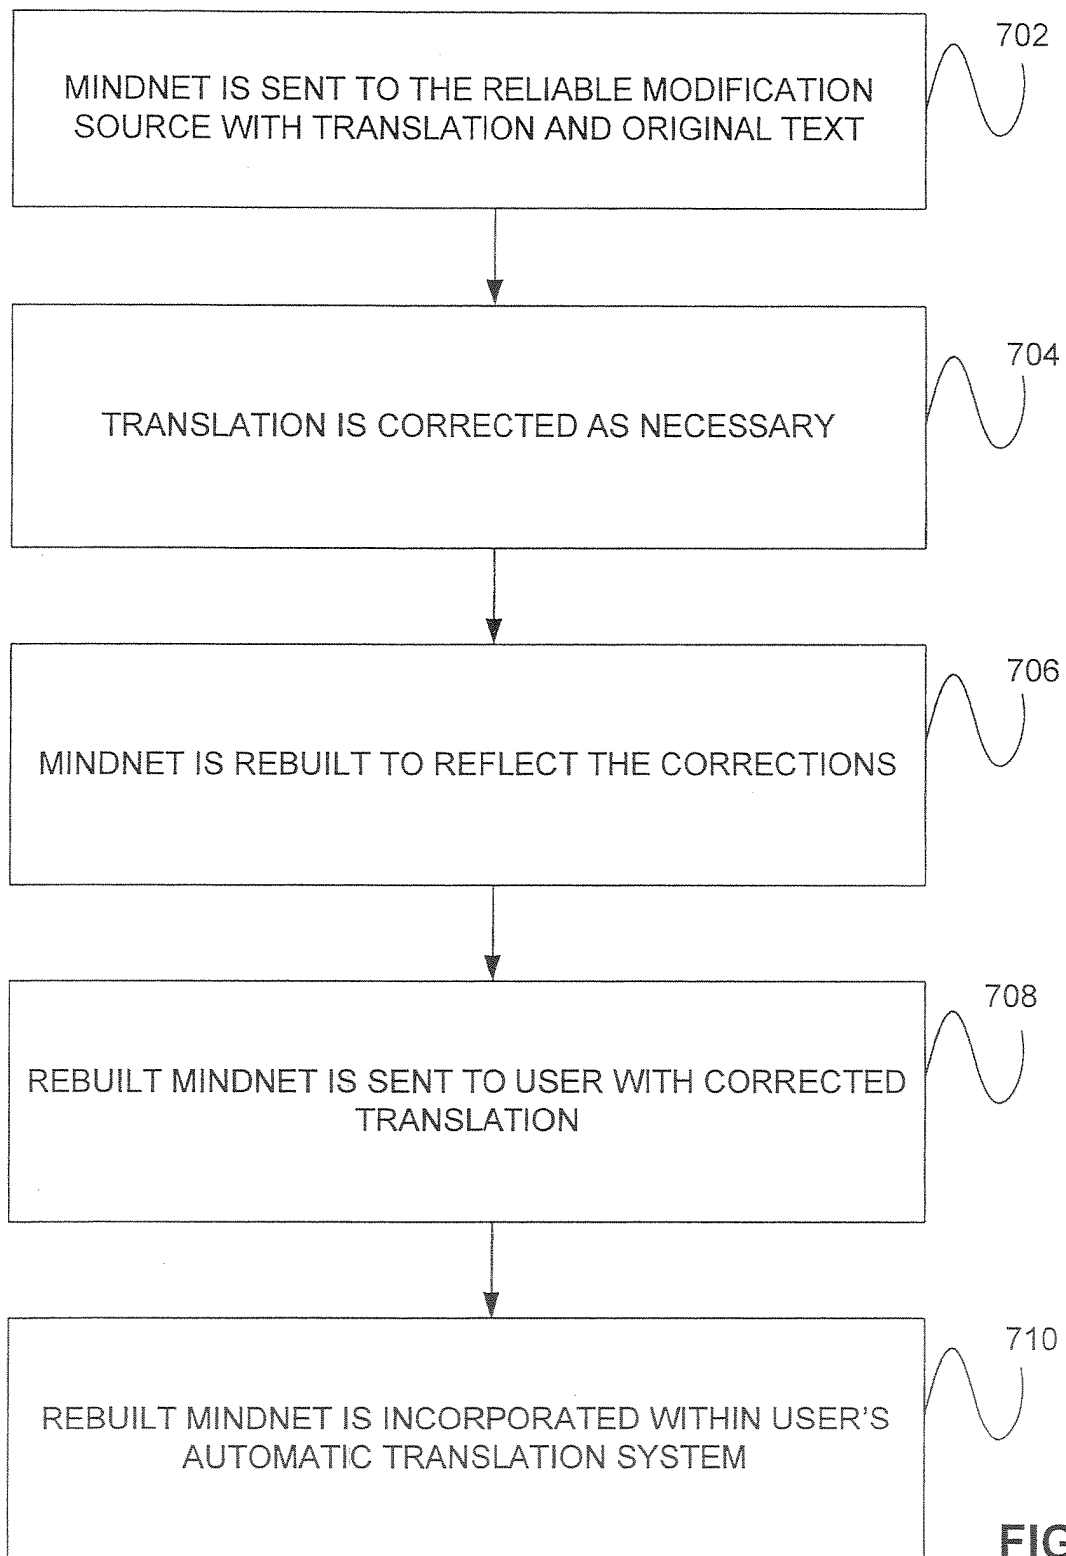 702
MINDNET IS SENT TO THE RELIABLE MODIFICATION
SOURCE WITH TRANSLATION AND ORIGINAL TEXT
704
TRANSLATION IS CORRECTED AS NECESSARY
706
MINDNET IS REBUILT TO REFLECT THE CORRECTIONS
708
REBUILT MINDNET IS SENT TO USER WITH CORRECTED
TRANSLATION
710
REBUILT MINDNET IS INCORPORATED WITHIN USER'S
AUTOMATIC TRANSLATION SYSTEM
FIG